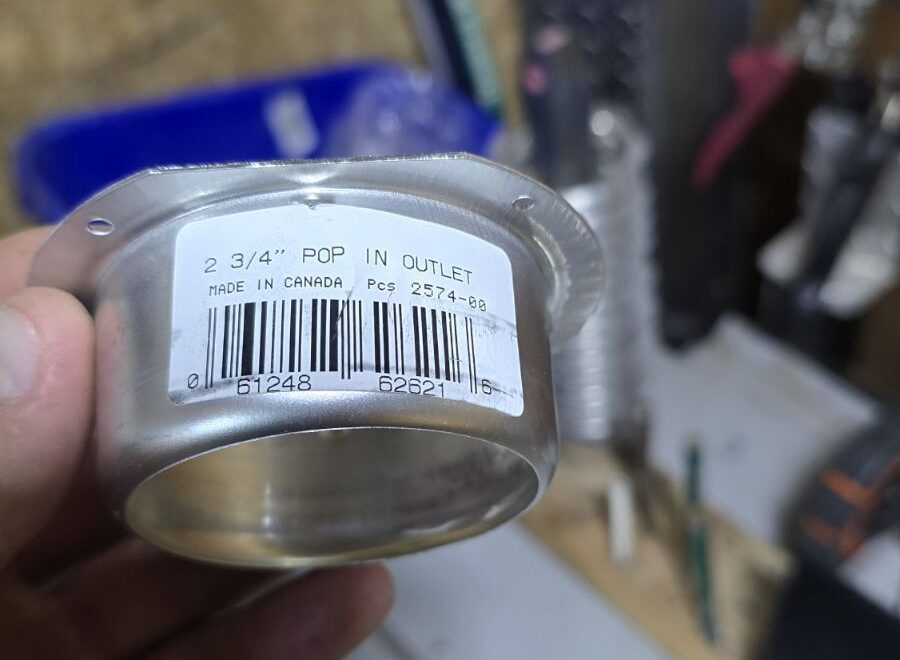 2 3/4” POP IN OUTLET
MADE IN CANADA Pcs 2574-00
0 61248 62621 6